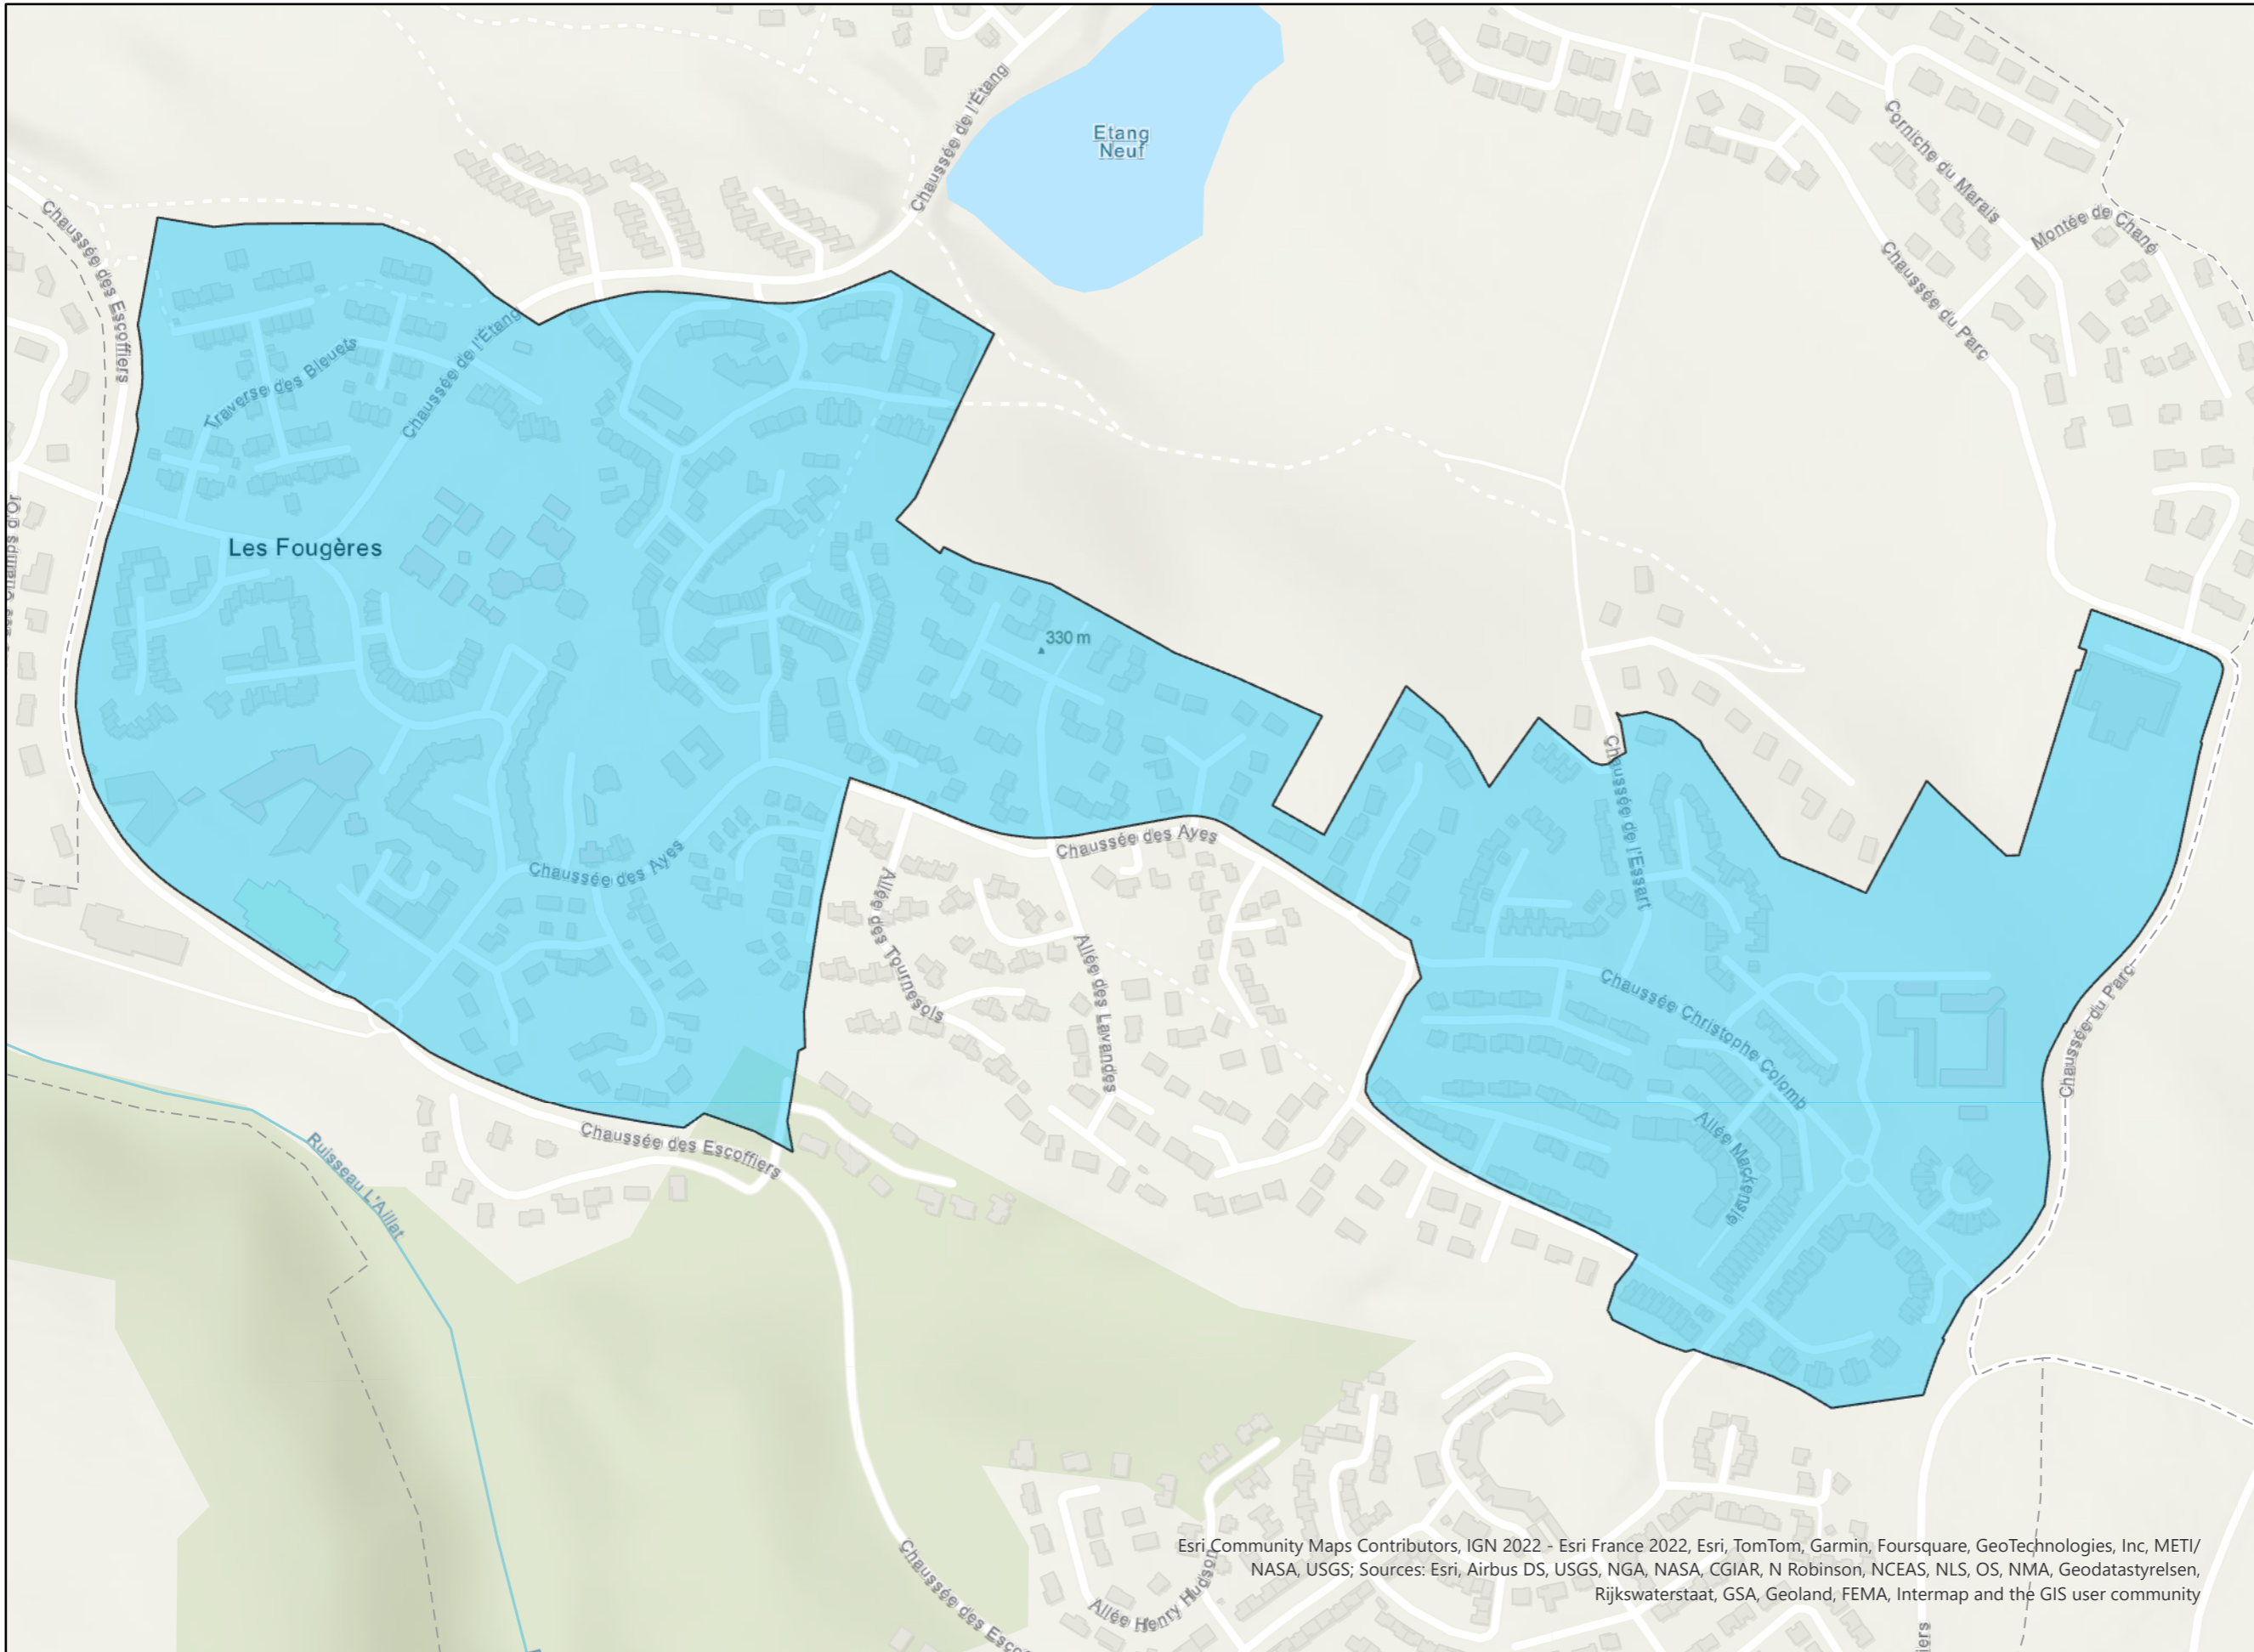 Chaussée de l'Étang
Etang
Neuf
Corniche du Marais
Montée de Chané
Chaussée du Parc
Chaussée des Escoffiers
Traverse des Bleuets
Chaussée de l'Étang
Les Fougères
330 m
Chaussée de l'Essart
Chaussée des Ayes
Chaussée des Ayes
Allée des Tournesols
Allée des Lavandes
Chaussée Christophe Colomb
Chaussée du Parc
Allée Mackensie
Chaussée des Escoffiers
Ruisseau L'Aillat
Esri Community Maps Contributors, IGN 2022 - Esri France 2022, Esri, TomTom, Garmin, Foursquare, GeoTechnologies, Inc, METI/
NASA, USGS; Sources: Esri, Airbus DS, USGS, NGA, NASA, CGIAR, N Robinson, NCEAS, NLS, OS, NMA, Geodatastyrelsen,
Rijkswaterstaat, GSA, Geoland, FEMA, Intermap and the GIS user community
Allée Henry Hudson
Chaussée des Esco
iers